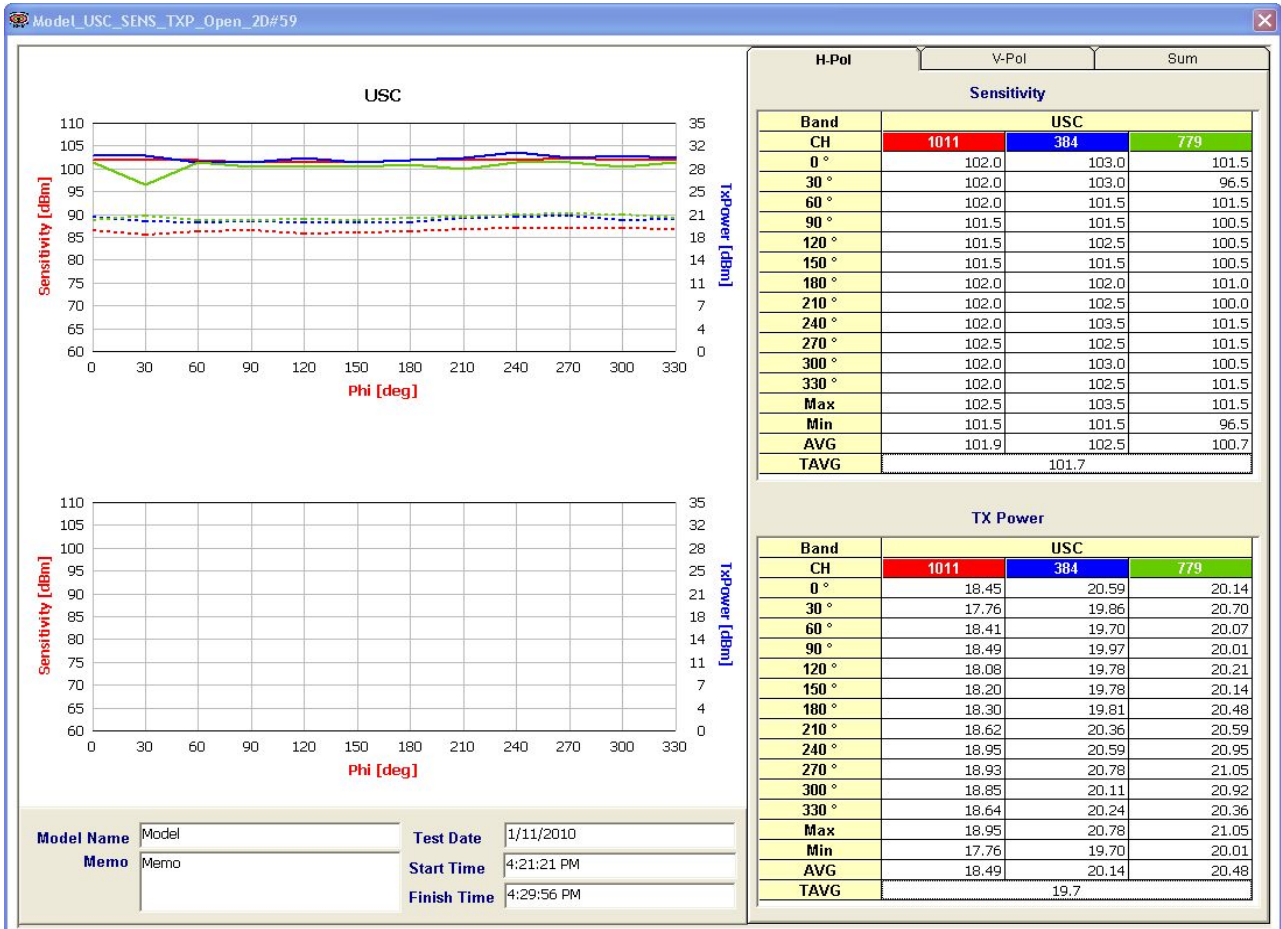 Model_USC_SENS_TXP_Open_2D#59
USC
110 35
105 32
100 28
95 25
90 21
85 18
80 14
75 11
70 7
65 4
60 0
0 30 60 90 120 150 180 210 240 270 300 330
Sensitivity [dBm]
TxPower [dBm]
Phi [deg]
110 35
105 32
100 28
95 25
90 21
85 18
80 14
75 11
70 7
65 4
60 0
0 30 60 90 120 150 180 210 240 270 300 330
Sensitivity [dBm]
TxPower [dBm]
Phi [deg]
Model Name Model
Memo Memo
Test Date 1/11/2010
Start Time 4:21:21 PM
Finish Time 4:29:56 PM
H-Pol V-Pol Sum
Sensitivity
Band USC
CH 1011 384 779
0 ° 102.0 103.0 101.5
30 ° 102.0 103.0 96.5
60 ° 102.0 101.5 101.5
90 ° 101.5 101.5 100.5
120 ° 101.5 102.5 100.5
150 ° 101.5 101.5 100.5
180 ° 102.0 102.0 101.0
210 ° 102.0 102.5 100.0
240 ° 102.0 103.5 101.5
270 ° 102.5 102.5 101.5
300 ° 102.0 103.0 100.5
330 ° 102.0 102.5 101.5
Max 102.5 103.5 101.5
Min 101.5 101.5 96.5
AVG 101.9 102.5 100.7
TAVG 101.7
TX Power
Band USC
CH 1011 384 779
0 ° 18.45 20.59 20.14
30 ° 17.76 19.86 20.70
60 ° 18.41 19.70 20.07
90 ° 18.49 19.97 20.01
120 ° 18.08 19.78 20.21
150 ° 18.20 19.78 20.14
180 ° 18.30 19.81 20.48
210 ° 18.62 20.36 20.59
240 ° 18.95 20.59 20.95
270 ° 18.93 20.78 21.05
300 ° 18.85 20.11 20.92
330 ° 18.64 20.24 20.36
Max 18.95 20.78 21.05
Min 17.76 19.70 20.01
AVG 18.49 20.14 20.48
TAVG 19.7